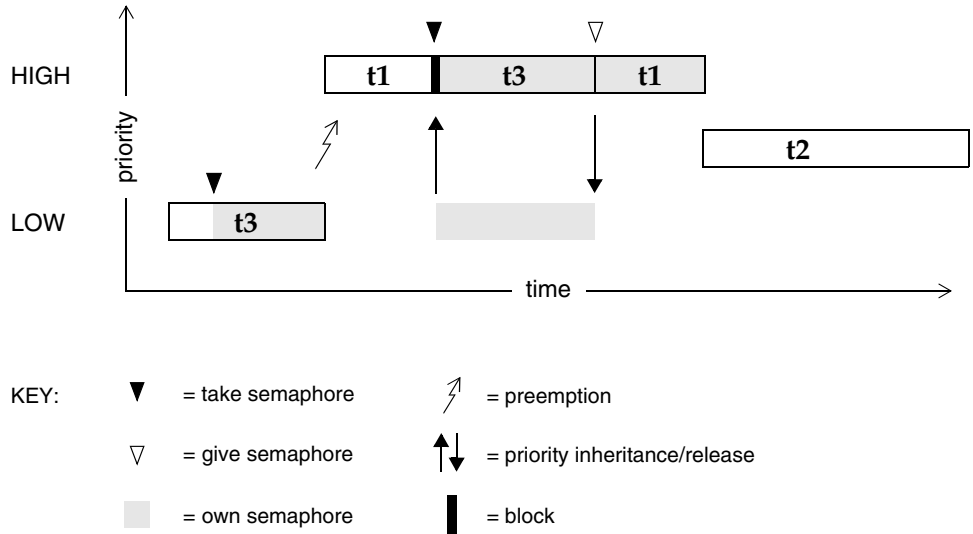 HIGH
t1
t3
t1
priority
t2
LOW
t3
time
KEY:
= take semaphore
= preemption
= give semaphore
= priority inheritance/release
= own semaphore
= block